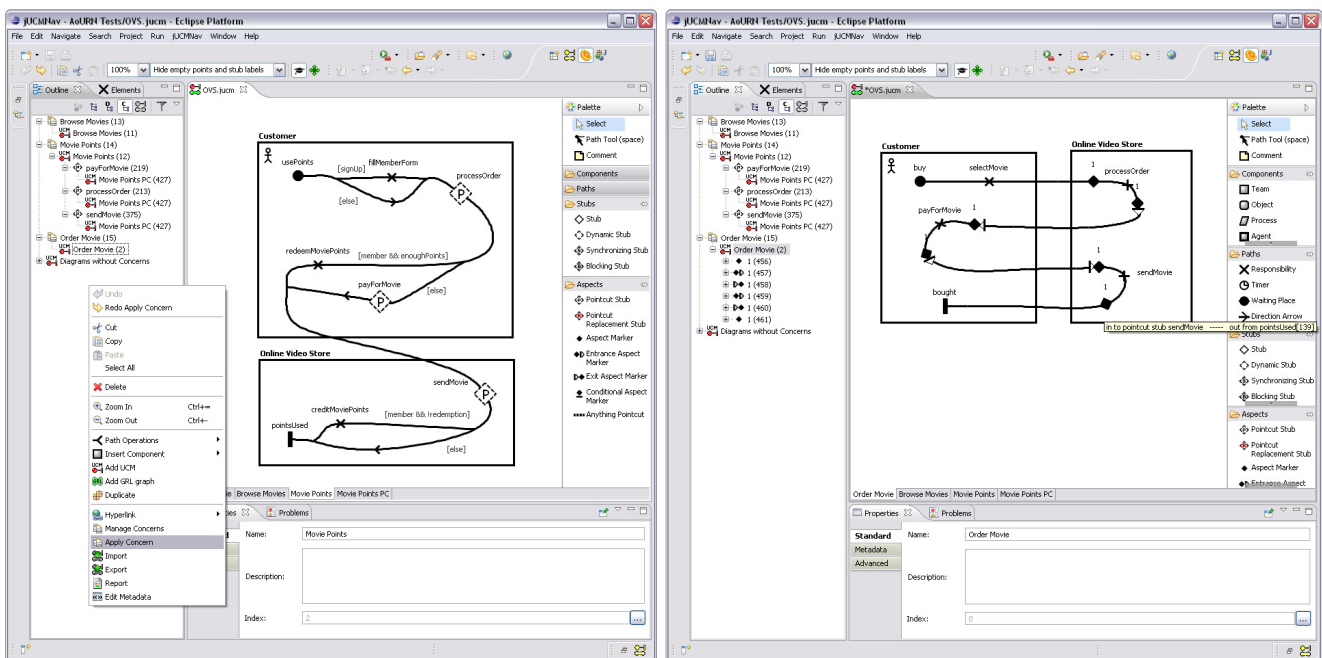 jUCMNav - AoURN Tests/OVS.jucm - Eclipse Platform
File Edit Navigate Search Project Run jUCMNav Window Help
100% Hide empty points and stub labels
Outline Elements
OVS.jucm
Browse Movies (13)
Browse Movies (11)
Movie Points (14)
Movie Points (12)
payForMovie (219)
Movie Points PC (427)
processOrder (213)
Movie Points PC (427)
sendMovie (375)
Movie Points PC (427)
Order Movie (15)
Order Movie (2)
Diagrams without Concerns
Undo
Redo Apply Concern
Cut
Copy
Paste
Select All
Delete
Zoom In Ctrl+=
Zoom Out Ctrl+-
Path Operations
Insert Component
Add UCM
Add GRL graph
Duplicate
Hyperlink
Manage Concerns
Apply Concern
Import
Export
Report
Edit Metadata
Customer
usePoints
[signUp]
fillMemberForm
[else]
processOrder
P
redeemMoviePoints
[member && enoughPoints]
payForMovie
P
[else]
Online Video Store
sendMovie
P
creditMoviePoints
[member && !redemption]
pointsUsed
[else]
Palette
Select
Path Tool (space)
Comment
Components
Paths
Stubs
Stub
Dynamic Stub
Synchronizing Stub
Blocking Stub
Aspects
Pointcut Stub
Pointcut
Replacement Stub
Aspect Marker
Entrance Aspect
Marker
Exit Aspect Marker
Conditional Aspect
Marker
Anything Pointcut
Browse Movies Movie Points Movie Points PC
Problems
Name: Movie Points
Description:
Index: 2
jUCMNav - AoURN Tests/OVS.jucm - Eclipse Platform
File Edit Navigate Search Project Run jUCMNav Window Help
100% Hide empty points and stub labels
Outline Elements
*OVS.jucm
Browse Movies (13)
Browse Movies (11)
Movie Points (14)
Movie Points (12)
payForMovie (219)
Movie Points PC (427)
processOrder (213)
Movie Points PC (427)
sendMovie (375)
Movie Points PC (427)
Order Movie (15)
Order Movie (2)
1 (456)
1 (457)
1 (458)
1 (459)
1 (460)
1 (461)
Diagrams without Concerns
Customer
Online Video Store
buy
selectMovie
1
processOrder
1
payForMovie
1
1
1
sendMovie
1
bought
in to pointcut stub sendMovie ----- out from pointsUsed[139]
Palette
Select
Path Tool (space)
Comment
Components
Team
Object
Process
Agent
Paths
Responsibility
Timer
Waiting Place
Direction Arrow
Stubs
Stub
Dynamic Stub
Synchronizing Stub
Blocking Stub
Aspects
Pointcut Stub
Pointcut
Replacement Stub
Aspect Marker
Entrance Aspect
Order Movie Browse Movies Movie Points Movie Points PC
Properties Problems
Standard
Metadata
Advanced
Name: Order Movie
Description:
Index: 0